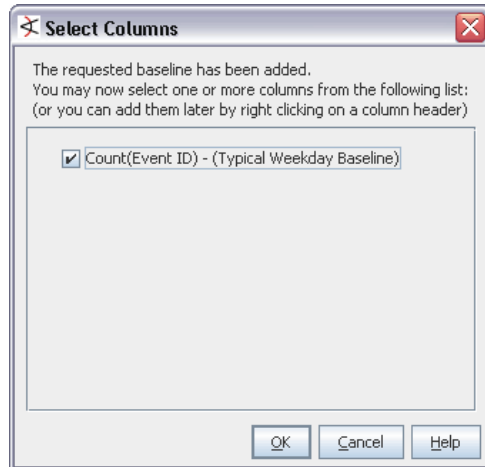 Select Columns
The requested baseline has been added.
You may now select one or more columns from the following list:
(or you can add them later by right clicking on a column header)
Count(Event ID) - (Typical Weekday Baseline)
OK Cancel Help